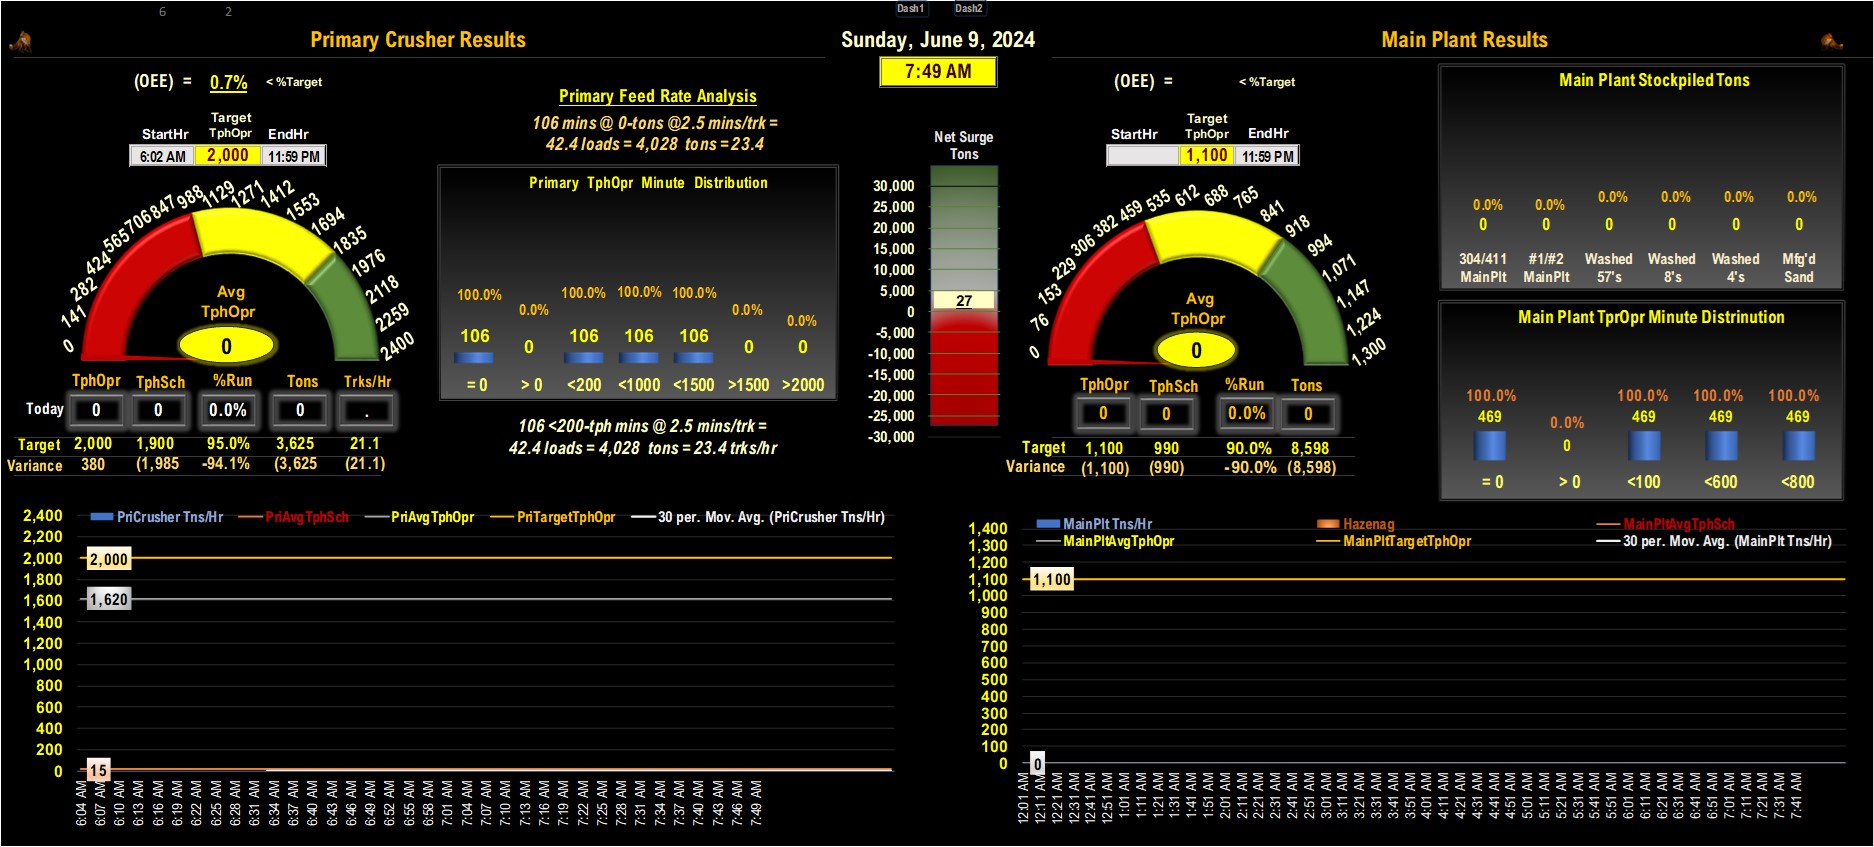 6 2 Dash1 Dash2
Primary Crusher Results
Sunday, June 9, 2024
Main Plant Results
7:49 AM
(OEE) = 0.7% < %Target
Target
StartHr TphOpr EndHr
6:02 AM 2,000 11:59 PM
0 141 282 424 565 706 847 988 1129 1271 1412 1553 1694 1835 1976 2118 2259 2400
Avg
TphOpr
0
TphOpr TphSch %Run Tons Trks/Hr
Today 0 0 0.0% 0 .
Target 2,000 1,900 95.0% 3,625 21.1
Variance 380 (1,985 -94.1% (3,625 (21.1)
Primary Feed Rate Analysis
106 mins @ 0-tons @2.5 mins/trk =
42.4 loads = 4,028 tons = 23.4
Primary TphOpr Minute Distribution
100.0% 0.0% 100.0% 100.0% 100.0% 0.0% 0.0%
106 0 106 106 106 0 0
= 0 > 0 <200 <1000 <1500 >1500 >2000
106 <200-tph mins @ 2.5 mins/trk =
42.4 loads = 4,028 tons = 23.4 trks/hr
Net Surge
Tons
30,000
25,000
20,000
15,000
10,000
5,000
27
0
-5,000
-10,000
-15,000
-20,000
-25,000
-30,000
(OEE) = < %Target
Target
StartHr TphOpr EndHr
1,100 11:59 PM
0 76 153 229 306 382 459 535 612 688 765 841 918 994 1,071 1,147 1,224 1,300
Avg
TphOpr
0
TphOpr TphSch %Run Tons
0 0 0.0% 0
Target 1,100 990 90.0% 8,598
Variance (1,100) (990) -90.0% (8,598)
Main Plant Stockpiled Tons
0.0% 0.0% 0.0% 0.0% 0.0% 0.0%
0 0 0 0 0 0
304/411 #1/#2 Washed Washed Washed Mfg'd
MainPlt MainPlt 57's 8's 4's Sand
Main Plant TprOpr Minute Distrinution
100.0% 0.0% 100.0% 100.0% 100.0%
469 0 469 469 469
= 0 > 0 <100 <600 <800
PriCrusher Tns/Hr PriAvgTphSch PriAvgTphOpr PriTargetTphOpr 30 per. Mov. Avg. (PriCrusher Tns/Hr)
2,400
2,200
2,000
1,800
1,600
1,400
1,200
1,000
800
600
400
200
0
2,000
1,620
15
6:04 AM 6:07 AM 6:10 AM 6:13 AM 6:16 AM 6:19 AM 6:22 AM 6:25 AM 6:28 AM 6:31 AM 6:34 AM 6:37 AM 6:40 AM 6:43 AM 6:46 AM 6:49 AM 6:52 AM 6:55 AM 6:58 AM 7:01 AM 7:04 AM 7:07 AM 7:10 AM 7:13 AM 7:16 AM 7:19 AM 7:22 AM 7:25 AM 7:28 AM 7:31 AM 7:34 AM 7:37 AM 7:40 AM 7:43 AM 7:46 AM 7:49 AM
MainPlt Tns/Hr Hazenag MainPltAvgTphSch
MainPltAvgTphOpr MainPltTargetTphOpr 30 per. Mov. Avg. (MainPlt Tns/Hr)
1,400
1,300
1,200
1,100
1,000
900
800
700
600
500
400
300
200
100
0
1,100
0
12:01 AM 12:11 AM 12:21 AM 12:31 AM 12:41 AM 12:51 AM 1:01 AM 1:11 AM 1:21 AM 1:31 AM 1:41 AM 1:51 AM 2:01 AM 2:11 AM 2:21 AM 2:31 AM 2:41 AM 2:51 AM 3:01 AM 3:11 AM 3:21 AM 3:31 AM 3:41 AM 3:51 AM 4:01 AM 4:11 AM 4:21 AM 4:31 AM 4:41 AM 4:51 AM 5:01 AM 5:11 AM 5:21 AM 5:31 AM 5:41 AM 5:51 AM 6:01 AM 6:11 AM 6:21 AM 6:31 AM 6:41 AM 6:51 AM 7:01 AM 7:11 AM 7:21 AM 7:31 AM 7:41 AM